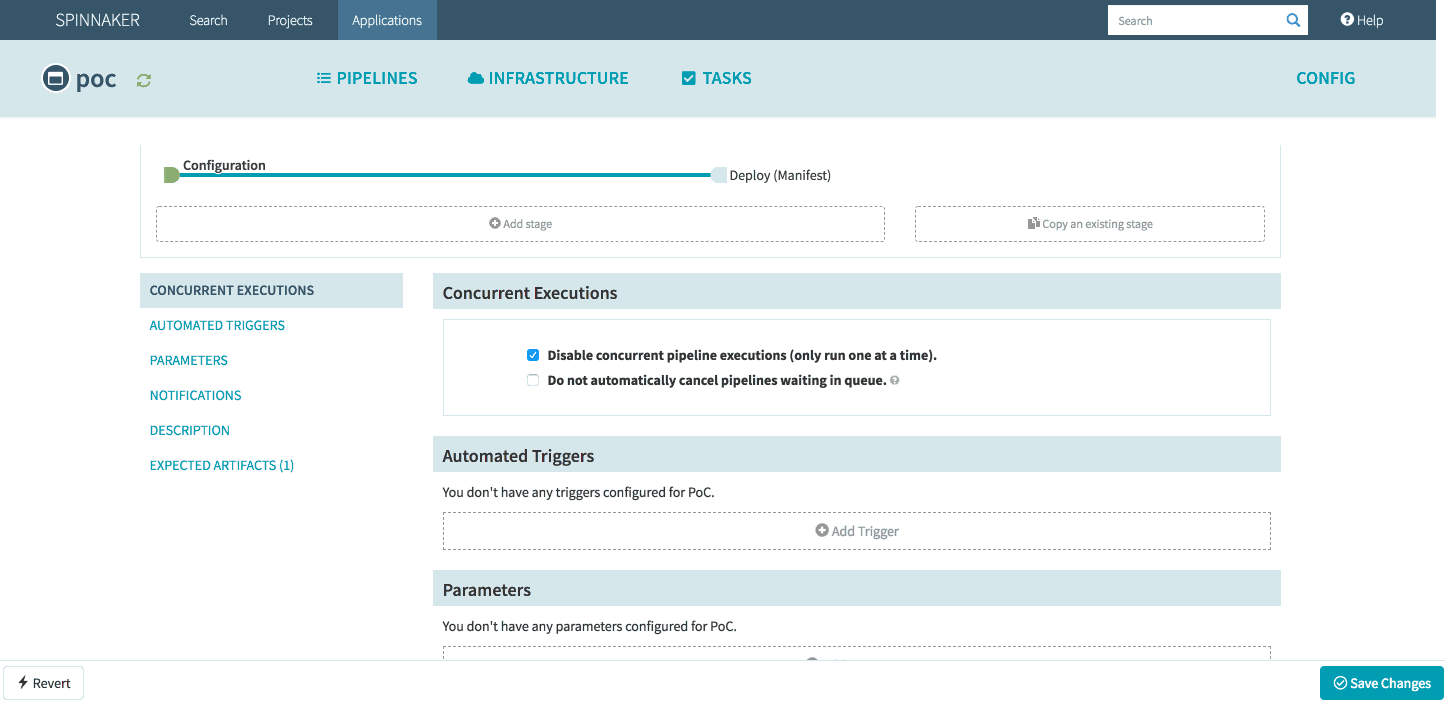 SPINNAKER Search Projects Applications Search Help
poc PIPELINES INFRASTRUCTURE TASKS CONFIG
Configuration
Deploy (Manifest)
Add stage Copy an existing stage
CONCURRENT EXECUTIONS
AUTOMATED TRIGGERS
PARAMETERS
NOTIFICATIONS
DESCRIPTION
EXPECTED ARTIFACTS (1)
Concurrent Executions
Disable concurrent pipeline executions (only run one at a time).
Do not automatically cancel pipelines waiting in queue.
Automated Triggers
You don't have any triggers configured for PoC.
Add Trigger
Parameters
You don't have any parameters configured for PoC.
Revert Save Changes